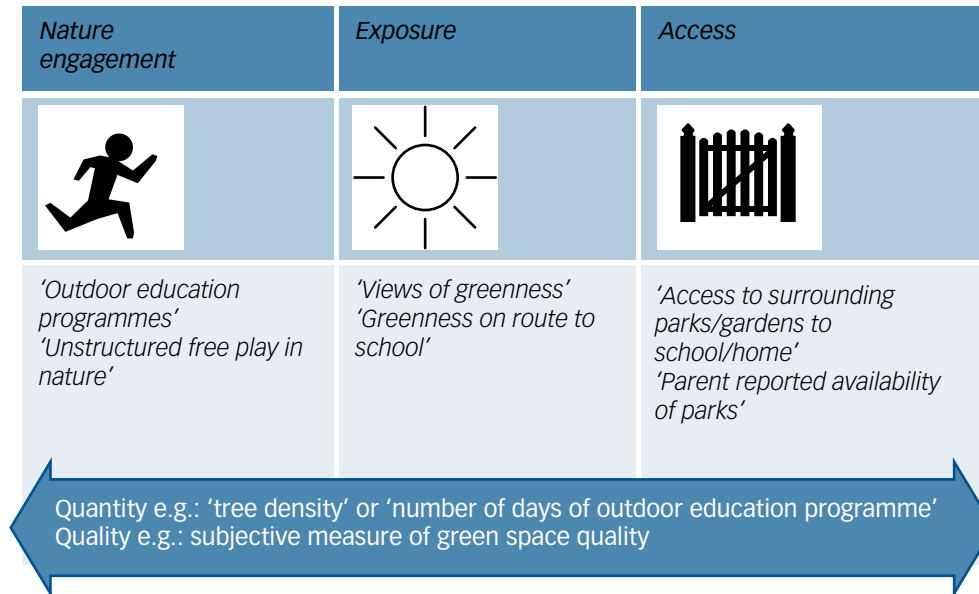 Nature
engagement
Exposure
Access
‘Outdoor education
programmes’
‘Unstructured free play in
nature’
‘Views of greenness’
‘Greenness on route to
school’
‘Access to surrounding
parks/gardens to
school/home’
‘Parent reported availability
of parks’
Quantity e.g.: ‘tree density’ or ‘number of days of outdoor education programme’
Quality e.g.: subjective measure of green space quality